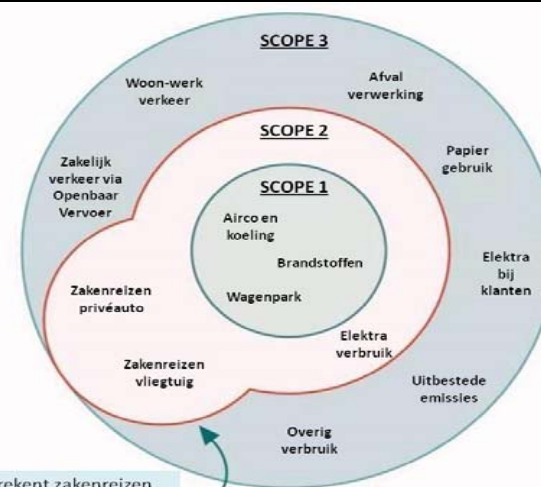 SCOPE 3
Woon-werk
verkeer
Afval
verwerking
SCOPE 2
Papier
gebruik
Zakelijk
verkeer via
Openbaar
Vervoer
SCOPE 1
Airco en
koeling
Brandstoffen
Wagenpark
Elektra
bij
klanten
Zakenreizen
privéauto
Elektra
verbruik
Zakenreizen
vliegtuig
Uitbestede
emissies
Overig
verbruik
zakenreizen